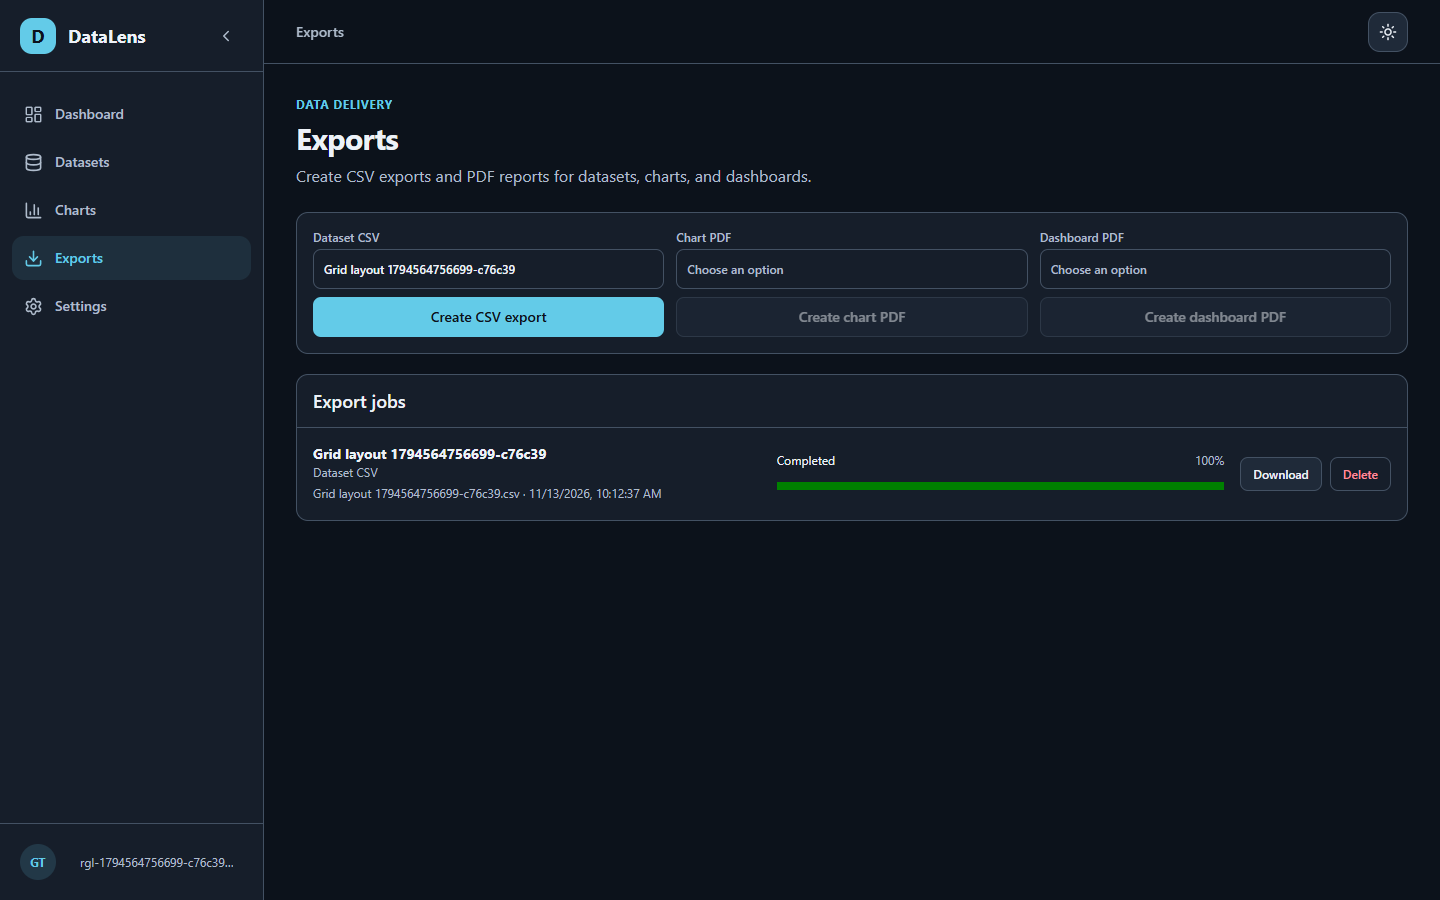 D
DataLens
Exports
Dashboard
Datasets
Charts
Exports
Settings
DATA DELIVERY
Exports
Create CSV exports and PDF reports for datasets, charts, and dashboards.
Dataset CSV
Grid layout 1794564756699-c76c39
Create CSV export
Chart PDF
Choose an option
Create chart PDF
Dashboard PDF
Choose an option
Create dashboard PDF
Export jobs
Grid layout 1794564756699-c76c39
Dataset CSV
Grid layout 1794564756699-c76c39.csv · 11/13/2026, 10:12:37 AM
Completed
100%
Download
Delete
GT
rgl-1794564756699-c76c39...